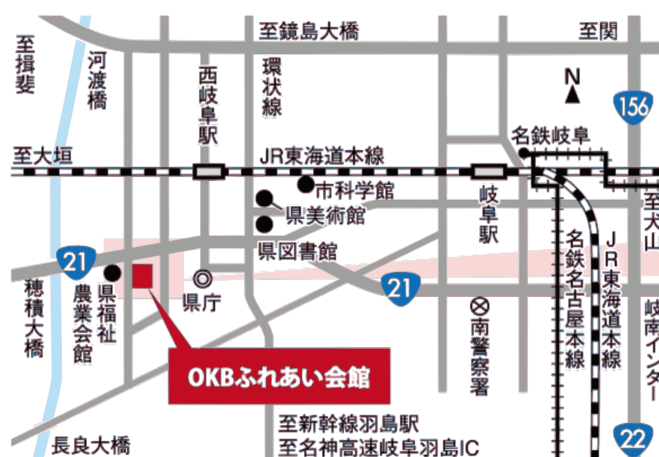 至鏡島大橋
至関
至揖斐
河渡橋
西岐阜駅
環状線
N
156
名鉄岐阜
至大垣
JR東海道本線
市科学館
県美術館
県図書館
岐阜駅
至犬山
21
穂積大橋
農業会館
県福祉
県庁
21
南警察署
名鉄名古屋本線
JR東海道本線
岐南インター
OKBふれあい会館
長良大橋
至新幹線羽島駅
至名神高速岐阜羽島IC
22